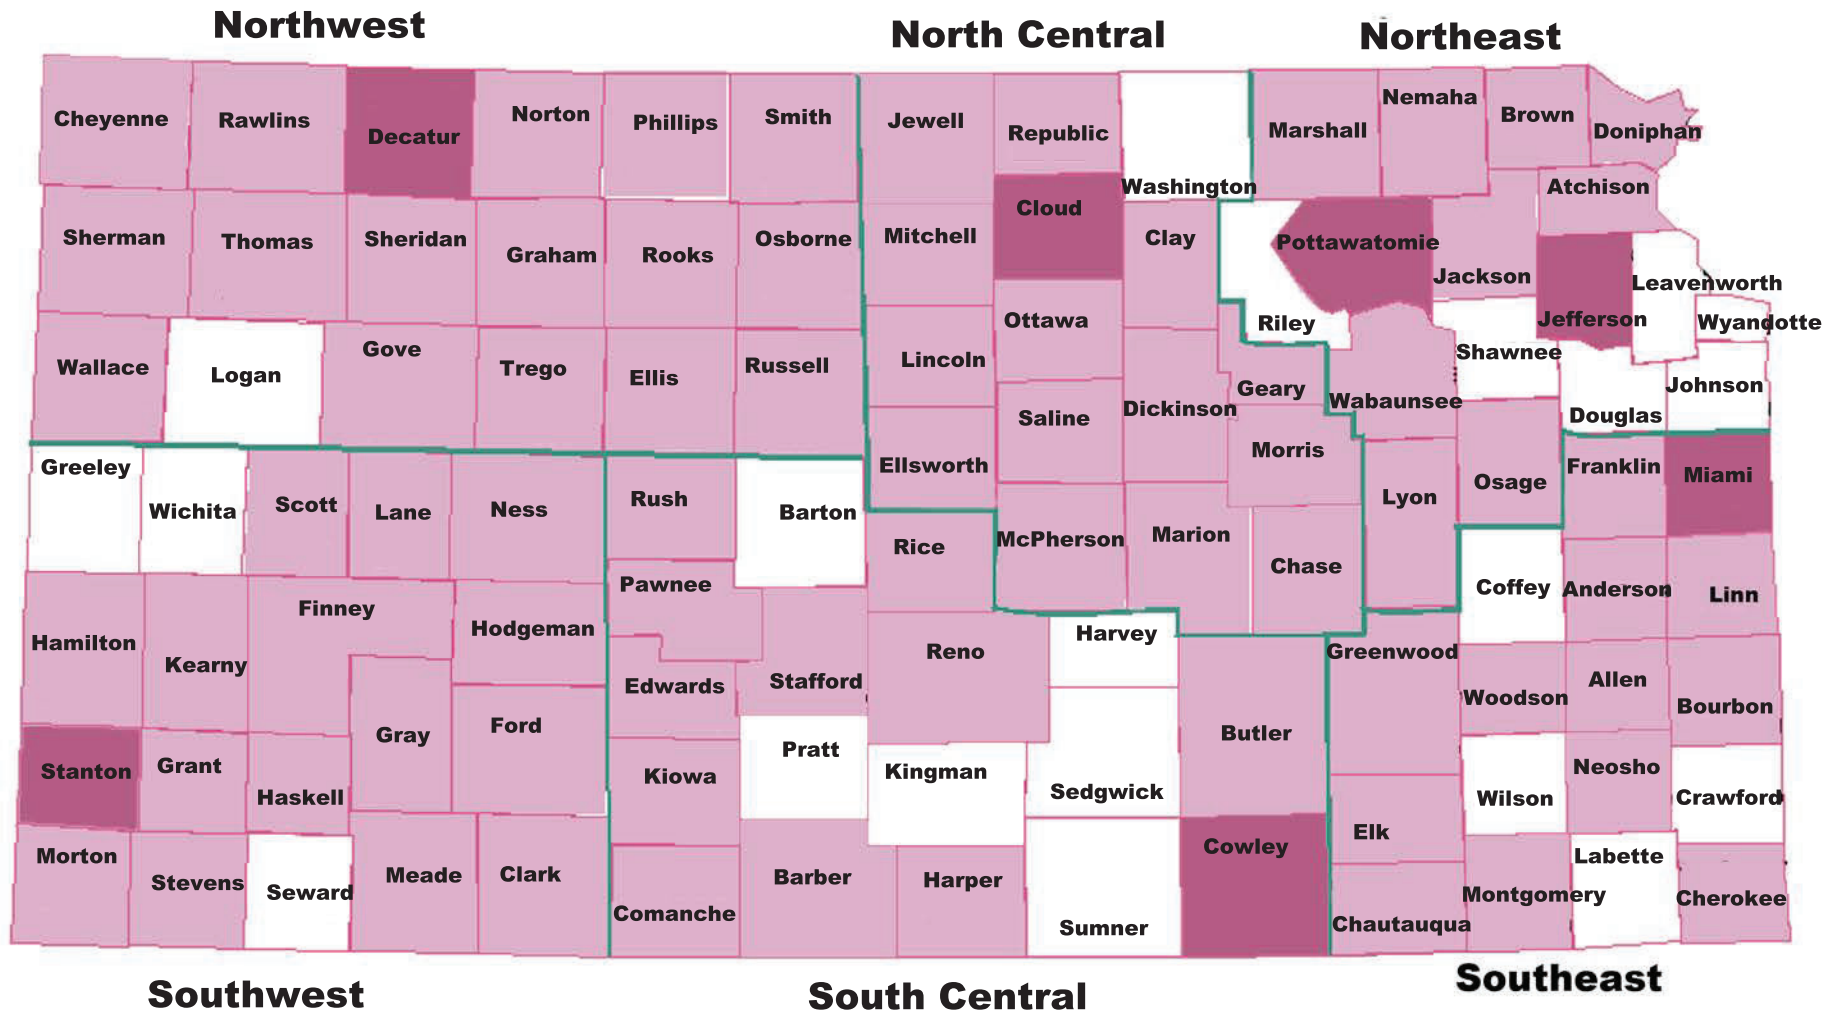 Northwest
North Central
Northeast
Cheyenne
Rawlins
Decatur
Norton
Phillips
Smith
Jewell
Republic
Washington
Marshall
Nemaha
Brown
Doniphan
Atchison
Sherman
Thomas
Sheridan
Graham
Rooks
Osborne
Mitchell
Cloud
Clay
Pottawatomie
Jackson
Jefferson
Leavenworth
Wyandotte
Riley
Shawnee
Johnson
Douglas
Wallace
Logan
Gove
Trego
Ellis
Russell
Lincoln
Ottawa
Saline
Dickinson
Geary
Wabaunsee
Morris
Ellsworth
Lyon
Osage
Franklin
Miami
Greeley
Wichita
Scott
Lane
Ness
Rush
Barton
Rice
McPherson
Marion
Chase
Coffey
Anderson
Linn
Pawnee
Finney
Hodgeman
Hamilton
Kearny
Edwards
Stafford
Reno
Harvey
Greenwood
Woodson
Allen
Bourbon
Gray
Ford
Stanton
Grant
Haskell
Kiowa
Pratt
Kingman
Sedgwick
Butler
Wilson
Neosho
Crawford
Elk
Morton
Stevens
Seward
Meade
Clark
Comanche
Barber
Harper
Sumner
Cowley
Chautauqua
Montgomery
Labette
Cherokee
Southwest
South Central
Southeast